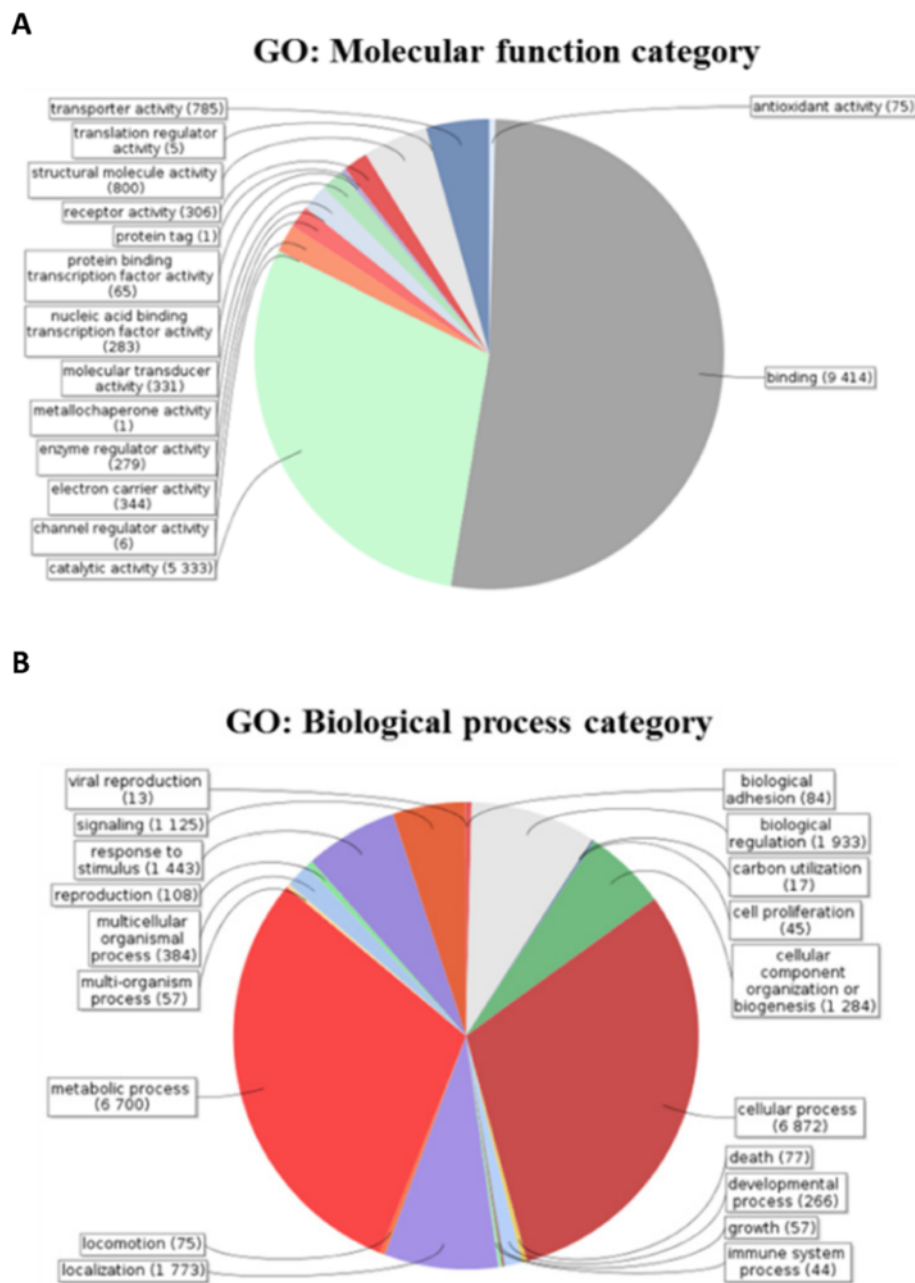 A
GO: Molecular function category
transporter activity (785)
translation regulator
activity (5)
structural molecule activity
(800)
receptor activity (306)
protein tag (1)
protein binding
transcription factor activity
(65)
nucleic acid binding
transcription factor activity
(283)
molecular transducer
activity (331)
metallochaperone activity
(1)
enzyme regulator activity
(279)
electron carrier activity
(344)
channel regulator activity
(6)
catalytic activity (5 333)
antioxidant activity (75)
binding (9 414)
B
GO: Biological process category
viral reproduction
(13)
signaling (1 125)
response to
stimulus (1 443)
reproduction (108)
multicellular
organismal
process (384)
multi-organism
process (57)
metabolic process
(6 700)
locomotion (75)
localization (1 773)
biological
adhesion (84)
biological
regulation (1 933)
carbon utilization
(17)
cell proliferation
(45)
cellular
component
organization or
biogenesis (1 284)
cellular process
(6 872)
death (77)
developmental
process (266)
growth (57)
immune system
process (44)